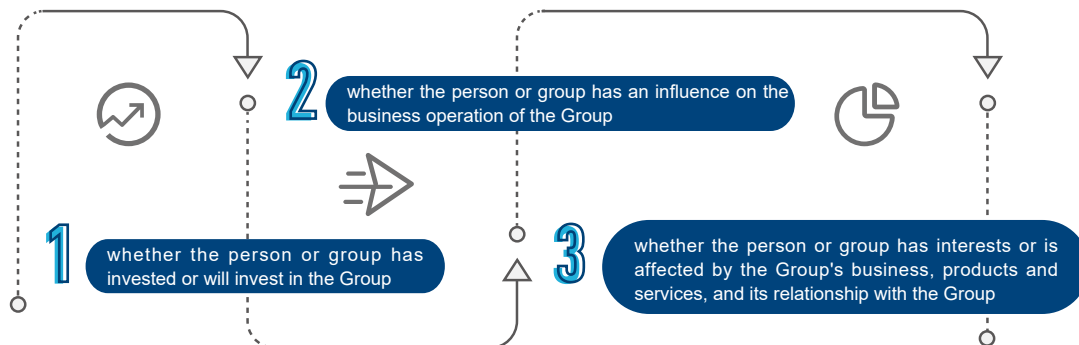 1
whether the person or group has
invested or will invest in the Group
2
whether the person or group has an influence on the
business operation of the Group
3
whether the person or group has interests or is
affected by the Group's business, products and
services, and its relationship with the Group